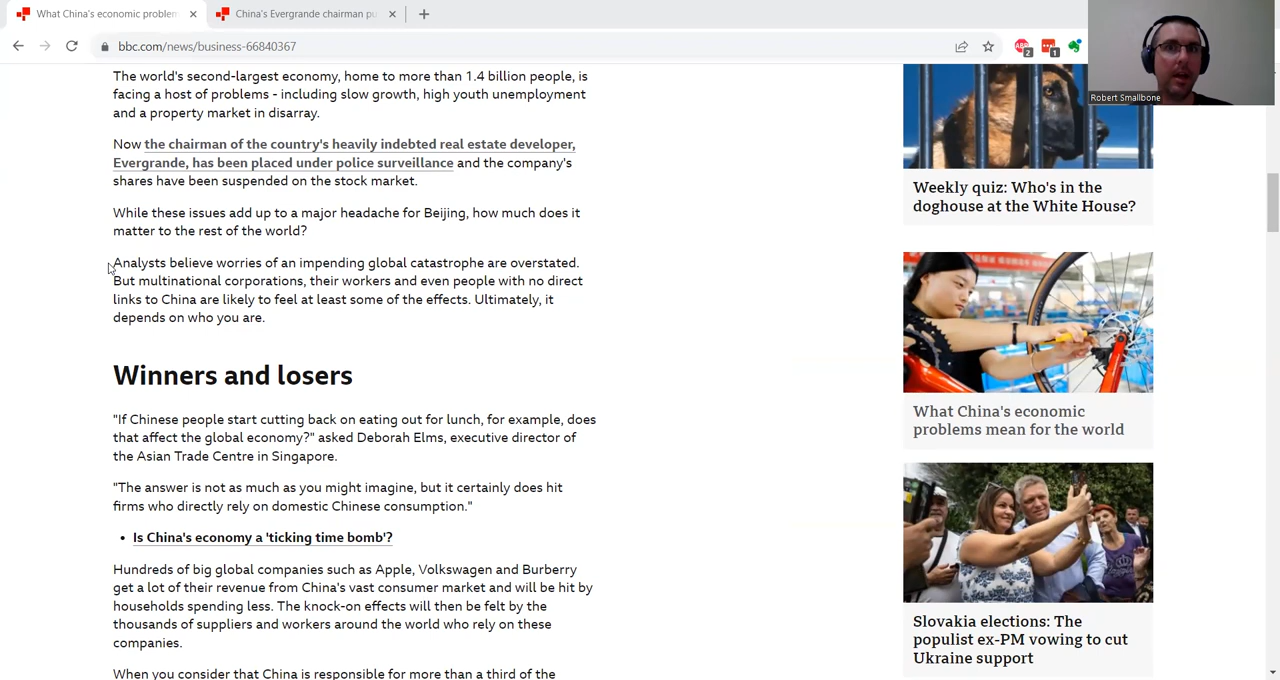 What China's economic problem
China's Evergrande chairman pu
bbc.com/news/business-66840367
2
1
Robert Smallbone
The world's second-largest economy, home to more than 1.4 billion people, is
facing a host of problems - including slow growth, high youth unemployment
and a property market in disarray.
Now the chairman of the country's heavily indebted real estate developer,
Evergrande, has been placed under police surveillance and the company's
shares have been suspended on the stock market.
While these issues add up to a major headache for Beijing, how much does it
matter to the rest of the world?
Analysts believe worries of an impending global catastrophe are overstated.
But multinational corporations, their workers and even people with no direct
links to China are likely to feel at least some of the effects. Ultimately, it
depends on who you are.
Winners and losers
"If Chinese people start cutting back on eating out for lunch, for example, does
that affect the global economy?" asked Deborah Elms, executive director of
the Asian Trade Centre in Singapore.
"The answer is not as much as you might imagine, but it certainly does hit
firms who directly rely on domestic Chinese consumption."
• Is China's economy a 'ticking time bomb'?
Hundreds of big global companies such as Apple, Volkswagen and Burberry
get a lot of their revenue from China's vast consumer market and will be hit by
households spending less. The knock-on effects will then be felt by the
thousands of suppliers and workers around the world who rely on these
companies.
When you consider that China is responsible for more than a third of the
Weekly quiz: Who's in the
doghouse at the White House?
What China's economic
problems mean for the world
Slovakia elections: The
populist ex-PM vowing to cut
Ukraine support